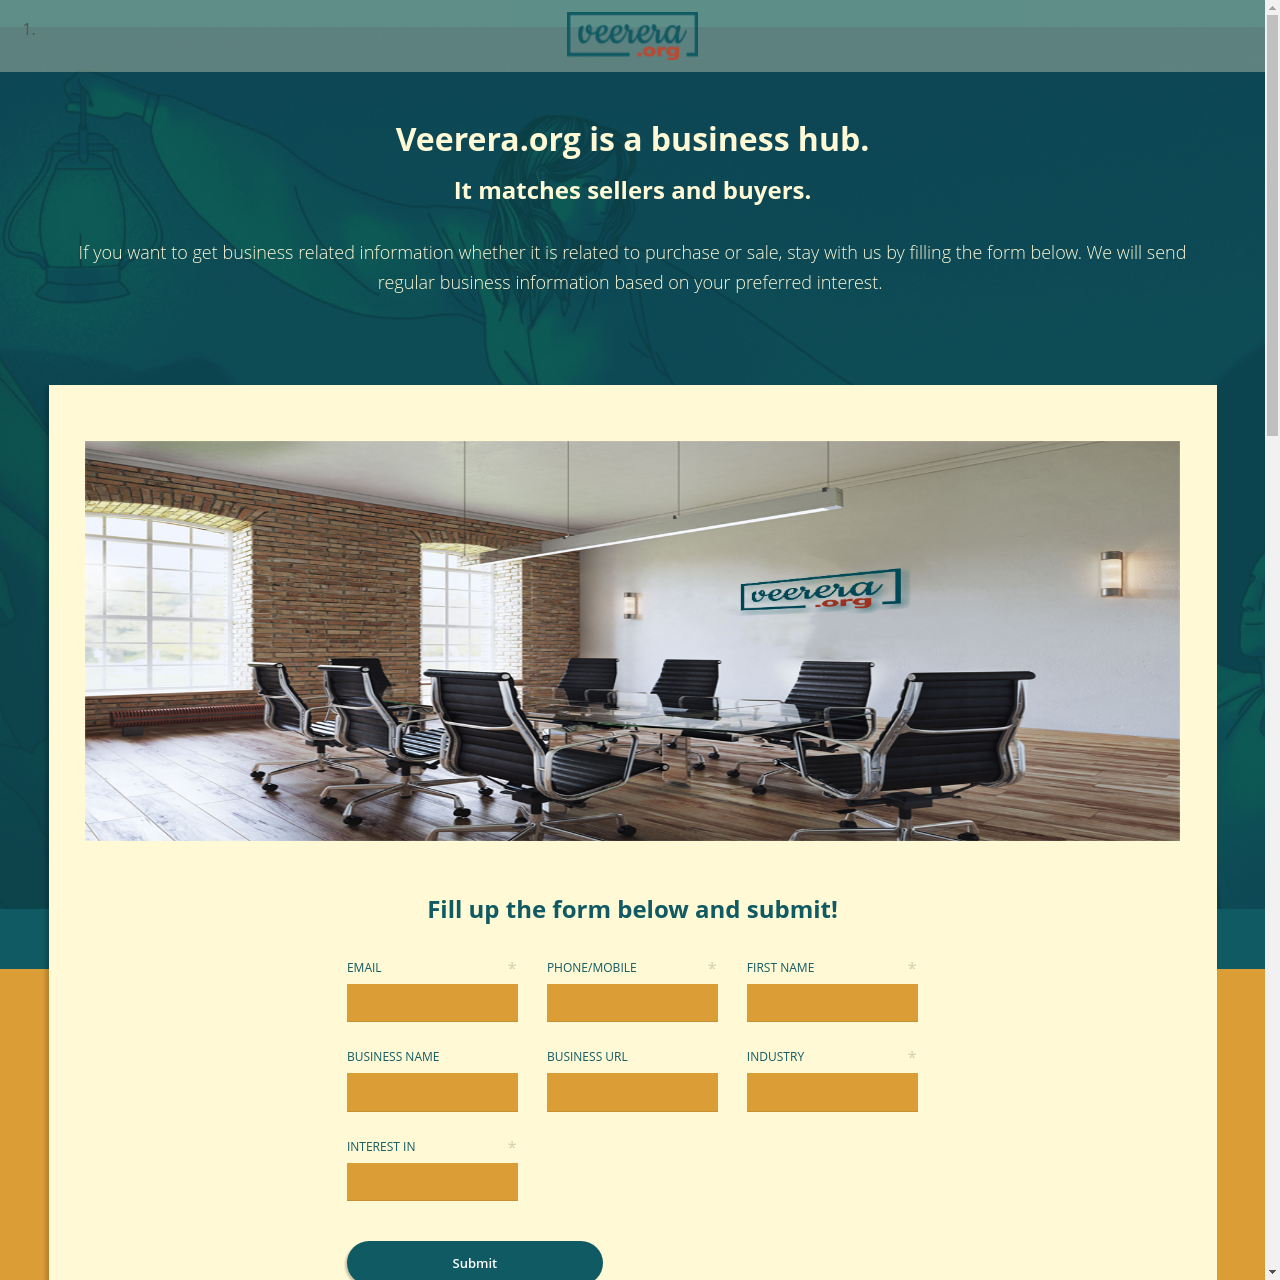 1.
veerera
.org
Veerera.org is a business hub.
It matches sellers and buyers.
If you want to get business related information whether it is related to purchase or sale, stay with us by filling the form below. We will send
regular business information based on your preferred interest.
veerera
.org
Fill up the form below and submit!
EMAIL * PHONE/MOBILE * FIRST NAME *
BUSINESS NAME BUSINESS URL INDUSTRY *
INTEREST IN *
Submit